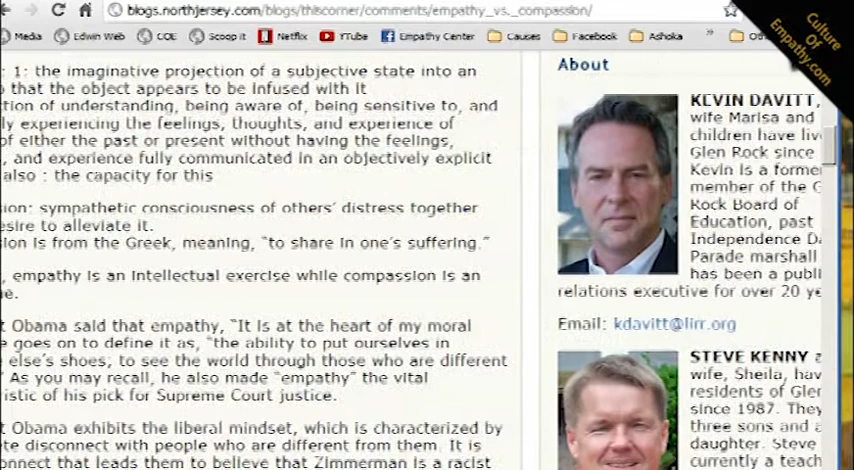 blogs.northjersey.com/blogs/thiscorner/comments/empathy_vs._compassion/
Culture
Of
Empathy.com
Media Edwin Web COE Scoop it Netflix YTube Empathy Center Causes Facebook Ashoka » Oth
: 1: the imaginative projection of a subjective state into an
that the object appears to be infused with it
tion of understanding, being aware of, being sensitive to, and
ly experiencing the feelings, thoughts, and experience of
of either the past or present without having the feelings,
, and experience fully communicated in an objectively explicit
also : the capacity for this
ion: sympathetic consciousness of others' distress together
esire to alleviate it.
ion is from the Greek, meaning, "to share in one's suffering."
, empathy is an intellectual exercise while compassion is an
e.
t Obama said that empathy, "It is at the heart of my moral
e goes on to define it as, "the ability to put ourselves in
else's shoes; to see the world through those who are different
" As you may recall, he also made "empathy" the vital
istic of his pick for Supreme Court justice.
t Obama exhibits the liberal mindset, which is characterized by
te disconnect with people who are different from them. It is
onnect that leads them to believe that Zimmerman is a racist
About
KEVIN DAVITT,
wife Marisa and
children have live
Glen Rock since
Kevin is a forme
member of the G
Rock Board of
Education, past
Independence Da
Parade marshall
has been a publi
relations executive for over 20 ye
Email: kdavitt@lirr.org
STEVE KENNY a
wife, Sheila, hav
residents of Gler
since 1987. They
three sons and a
daughter. Steve
currently a teach